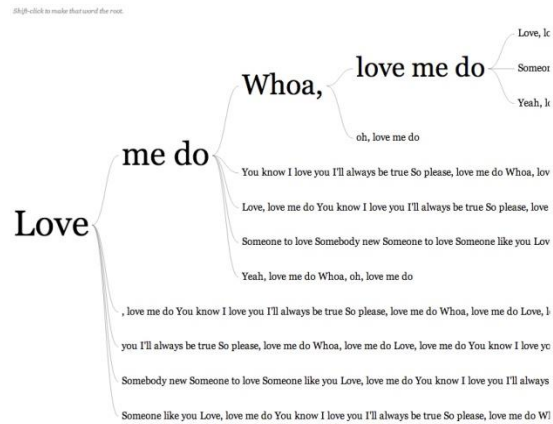 Shift-click to make that word the root.
Love, lo
love me do
Someon
Whoa,
Yeah, lo
oh, love me do
me do
You know I love you I'll always be true So please, love me do Whoa, lov
Love, love me do You know I love you I'll always be true So please, love
Love
Someone to love Somebody new Someone to love Someone like you Lov
Yeah, love me do Whoa, oh, love me do
, love me do You know I love you I'll always be true So please, love me do Whoa, love me do Love, l
you I'll always be true So please, love me do Whoa, love me do Love, love me do You know I love yo
Somebody new Someone to love Someone like you Love, love me do You know I love you I'll always
Someone like you Love, love me do You know I love you I'll always be true So please, love me do W